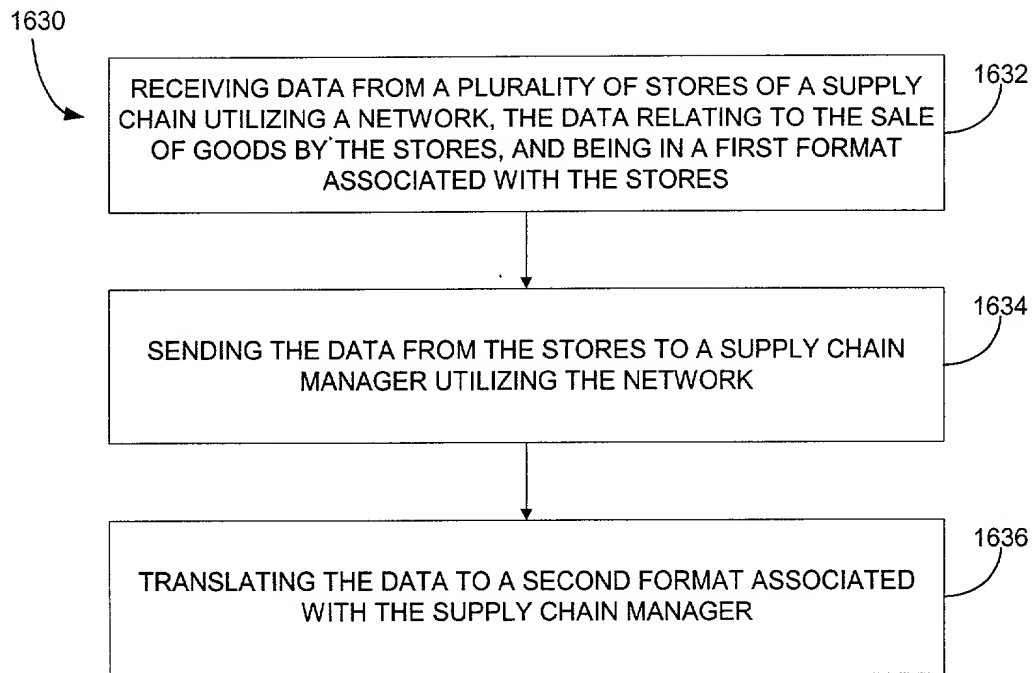 1630
RECEIVING DATA FROM A PLURALITY OF STORES OF A SUPPLY
CHAIN UTILIZING A NETWORK, THE DATA RELATING TO THE SALE
OF GOODS BY THE STORES, AND BEING IN A FIRST FORMAT
ASSOCIATED WITH THE STORES
1632
SENDING THE DATA FROM THE STORES TO A SUPPLY CHAIN
MANAGER UTILIZING THE NETWORK
1634
TRANSLATING THE DATA TO A SECOND FORMAT ASSOCIATED
WITH THE SUPPLY CHAIN MANAGER
1636